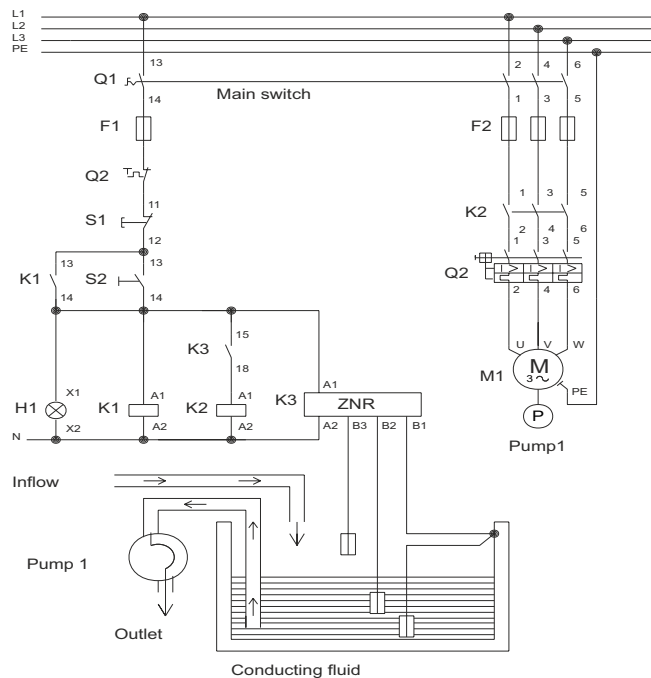 L1
L2
L3
PE
13 2 4 6
Q1 Main switch
14 1 3 5
F1 F2
Q2
1 3 5
11 K2
S1
12 2 4 6
1 3 5
13 13 Q2
K1 S2
14 14 2 4 6
15 U V W
K3
18 M1 M 3~ PE
A1 A1 A1
X1 K3 ZNR P
H1 K1 K2
X2 A2 A2 A2 B3 B2 B1
N Pump1
Inflow
Pump 1
Outlet
Conducting fluid